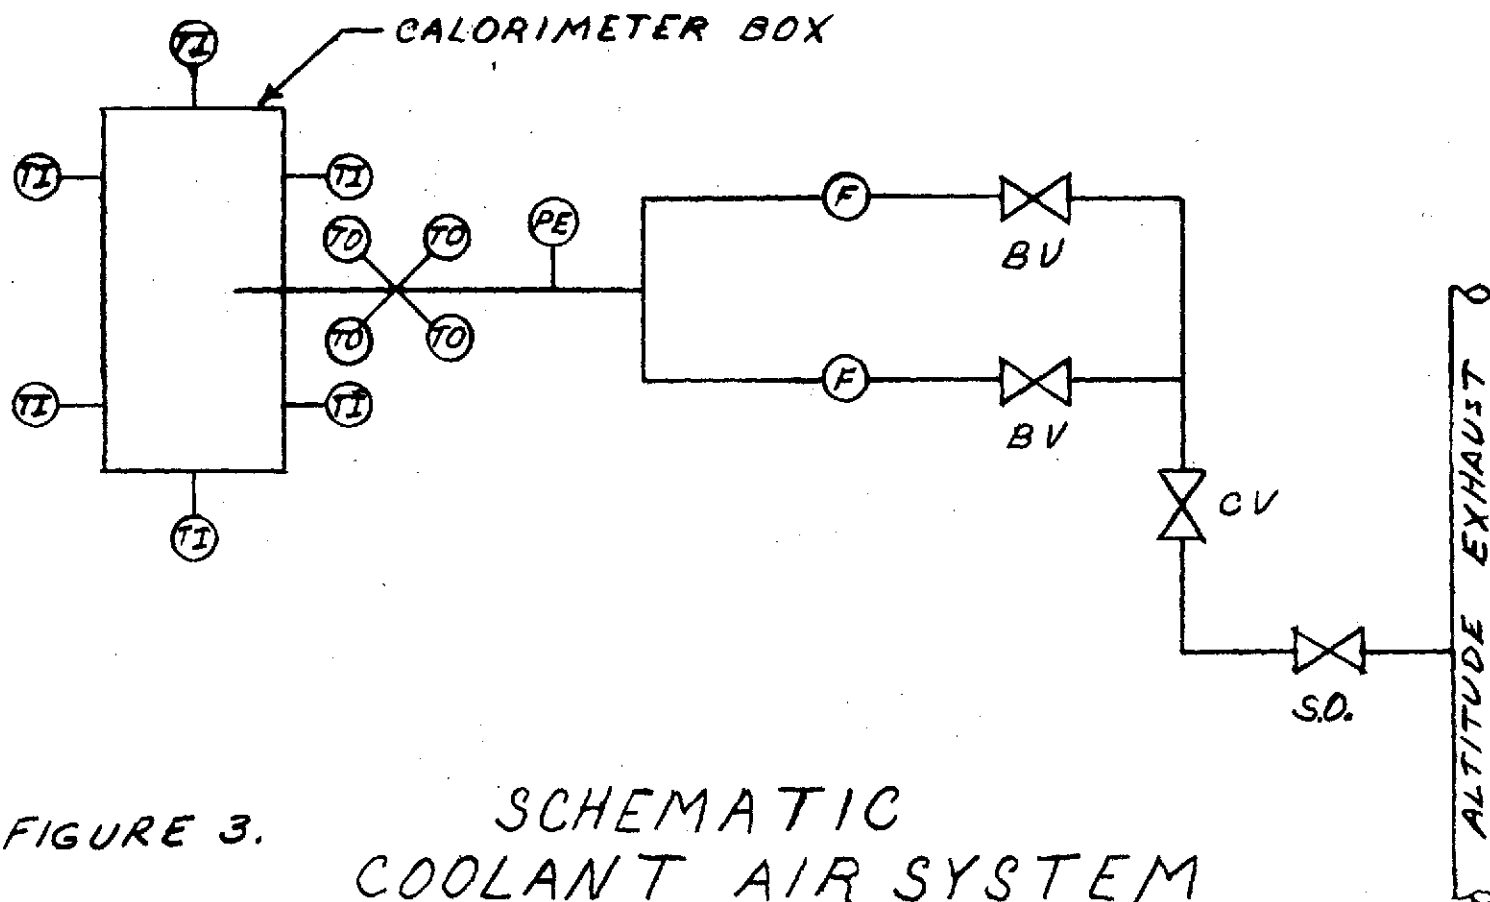 CALORIMETER BOX
TI
TI
TI
TO
TO
PE
F
BV
TO
TO
TI
TI
F
BV
TI
CV
S.O.
ALTITUDE EXHAUST
FIGURE 3.
SCHEMATIC
COOLANT AIR SYSTEM